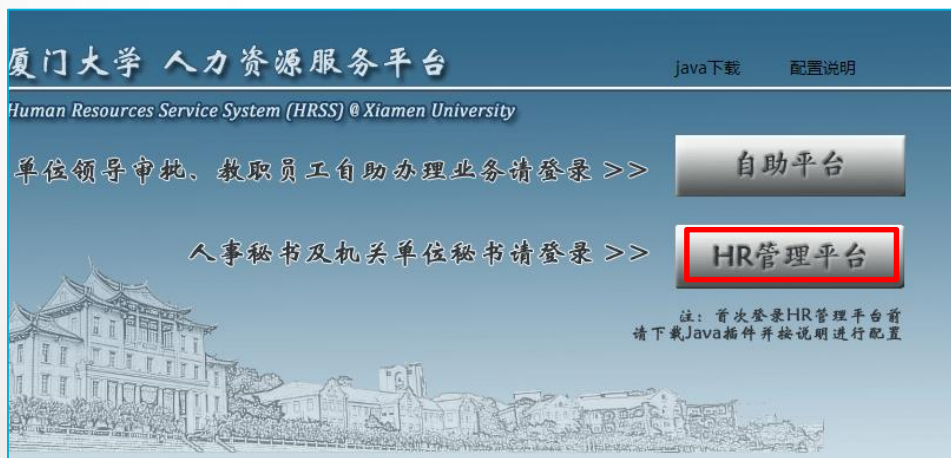 厦门大学 人力资源服务平台
java下载 配置说明
Human Resources Service System (HRSS) @ Xiamen University
单位领导审批、教职员工自助办理业务请登录 >>
自助平台
人事秘书及机关单位秘书请登录 >>
HR管理平台
注：首次登录HR管理平台前
请下载Java插件并按说明进行配置